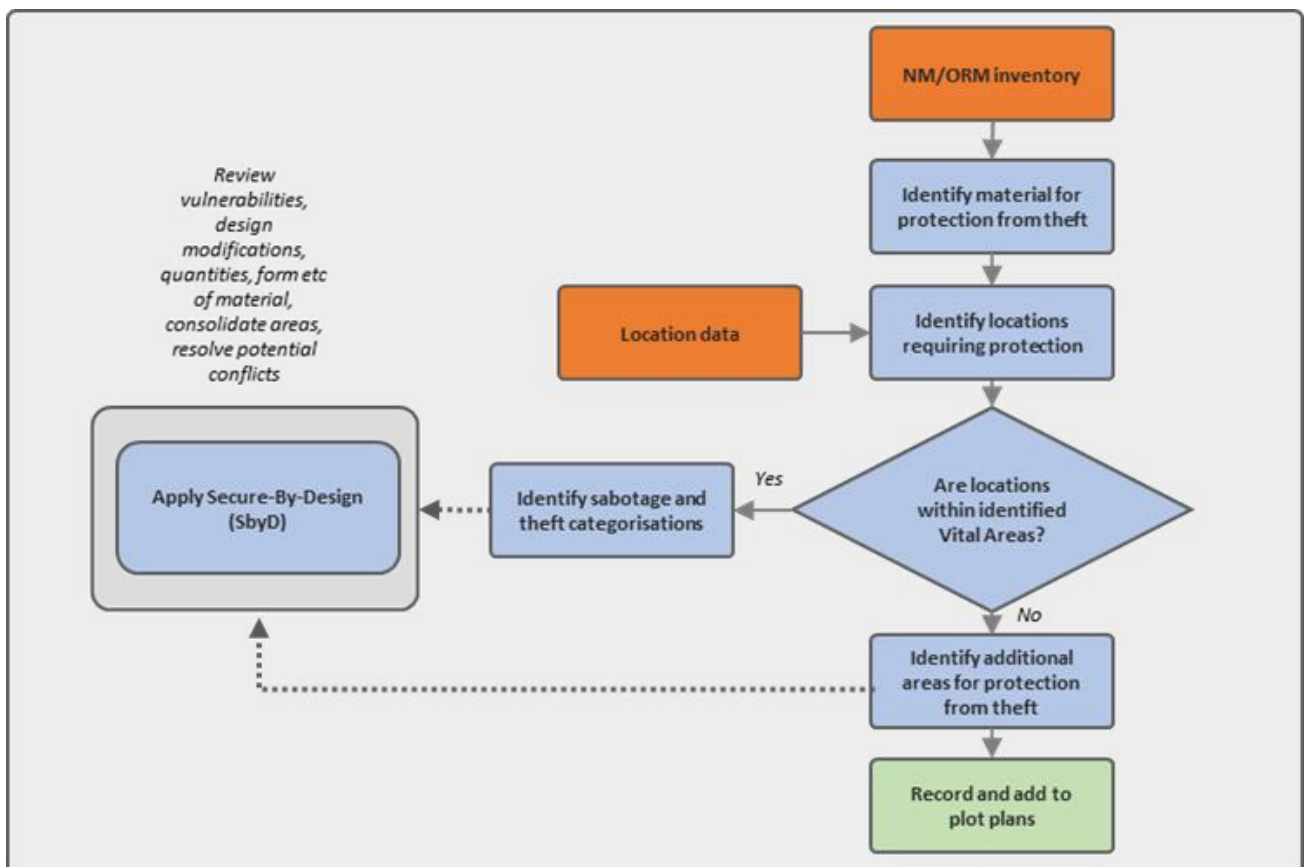 NM/ORM inventory
Identify material for
protection from theft
Review
vulnerabilities,
design
modifications,
quantities, form etc
of material,
consolidate areas,
resolve potential
conflicts
Location data
Identify locations
requiring protection
Apply Secure-By-Design
(SbyD)
Identify sabotage and
theft categorisations
Yes
Are locations
within identified
Vital Areas?
No
Identify additional
areas for protection
from theft
Record and add to
plot plans